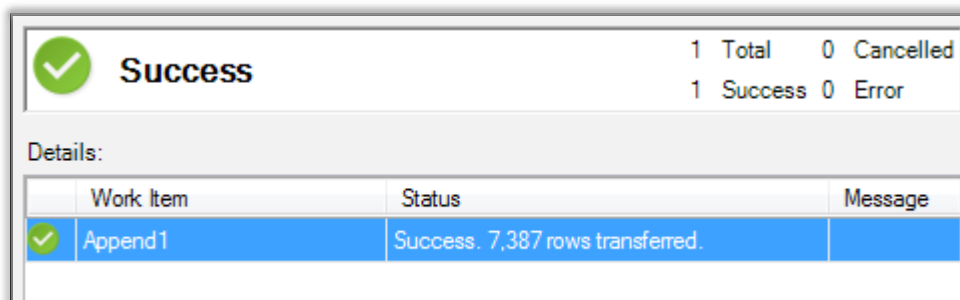 Success
1 Total 0 Cancelled
1 Success 0 Error
Details:
Work Item Status Message
Append1 Success. 7,387 rows transferred.